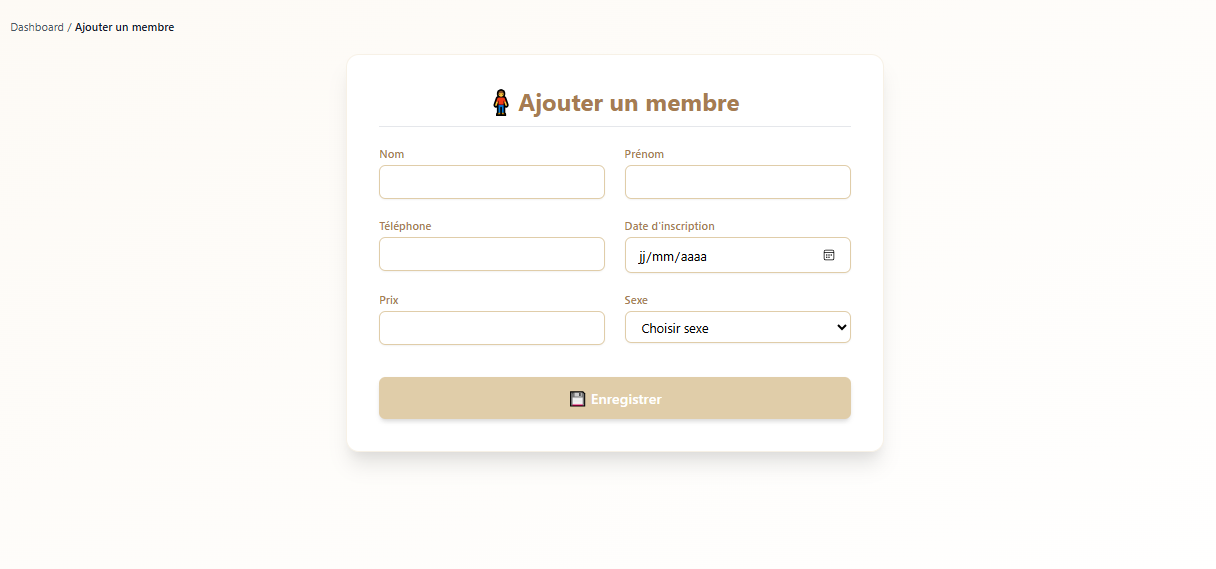 Dashboard / Ajouter un membre
Ajouter un membre
Nom
Prénom
Téléphone
Date d'inscription
jj/mm/aaaa
Prix
Sexe
Choisir sexe
Enregistrer